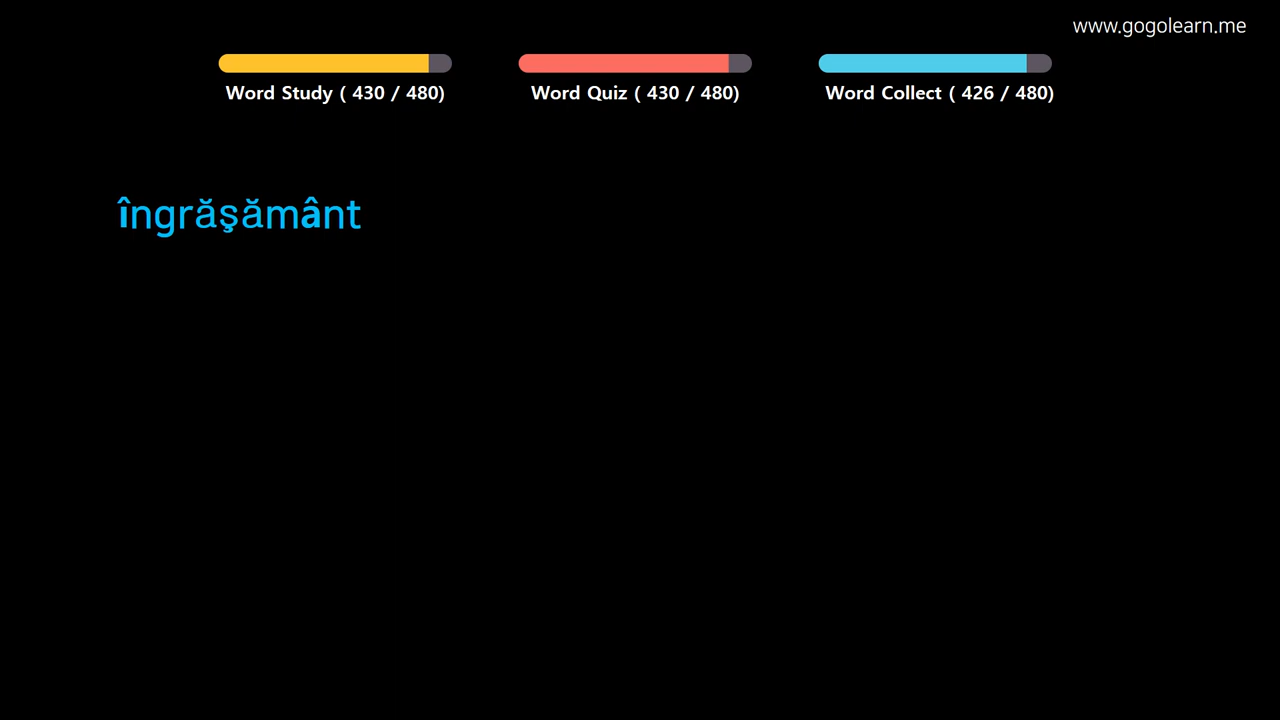 www.gogolearn.me
Word Study ( 430 / 480)
Word Quiz ( 430 / 480)
Word Collect ( 426 / 480)
îngrăşământ